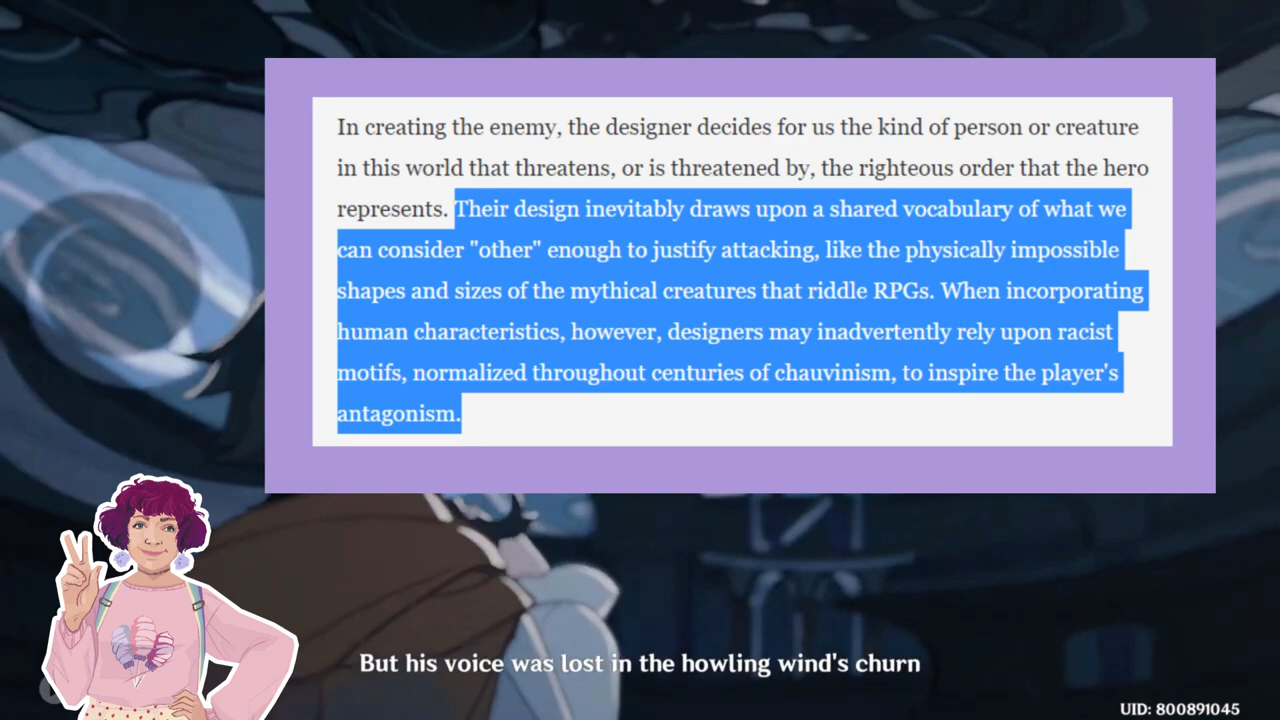 In creating the enemy, the designer decides for us the kind of person or creature
in this world that threatens, or is threatened by, the righteous order that the hero
represents. Their design inevitably draws upon a shared vocabulary of what we
can consider "other" enough to justify attacking, like the physically impossible
shapes and sizes of the mythical creatures that riddle RPGs. When incorporating
human characteristics, however, designers may inadvertently rely upon racist
motifs, normalized throughout centuries of chauvinism, to inspire the player's
antagonism.
But his voice was lost in the howling wind's churn
UID: 800891045